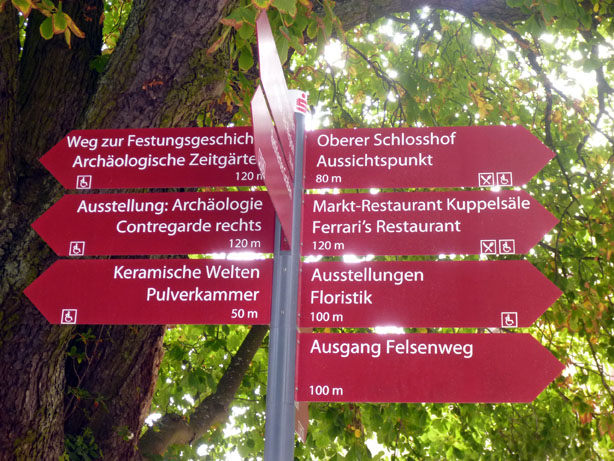 Weg zur Festungsgeschich
Archäologische Zeitgärte
120 m
Ausstellung: Archäologie
Contregarde rechts
120 m
Keramische Welten
Pulverkammer
50 m
Oberer Schlosshof
Aussichtspunkt
80 m
Markt-Restaurant Kuppelsäle
Ferrari's Restaurant
120 m
Ausstellungen
Floristik
100 m
Ausgang Felsenweg
100 m